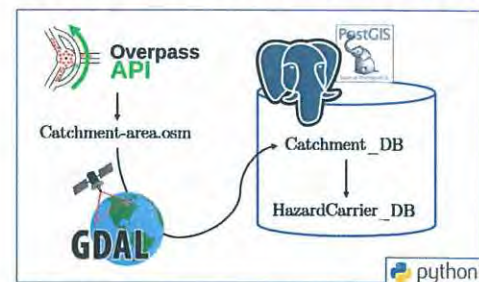 Overpass
API
Catchment-area.osm
GDAL
PostGIS
Catchment_DB
HazardCarrier_DB
python